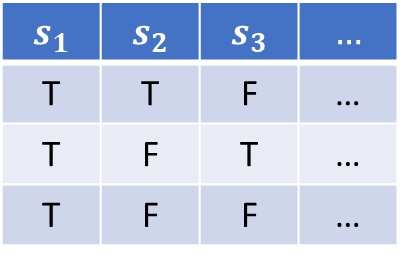 s₁ s₂ s₃ ...
T T F ...
T F T ...
T F F ...